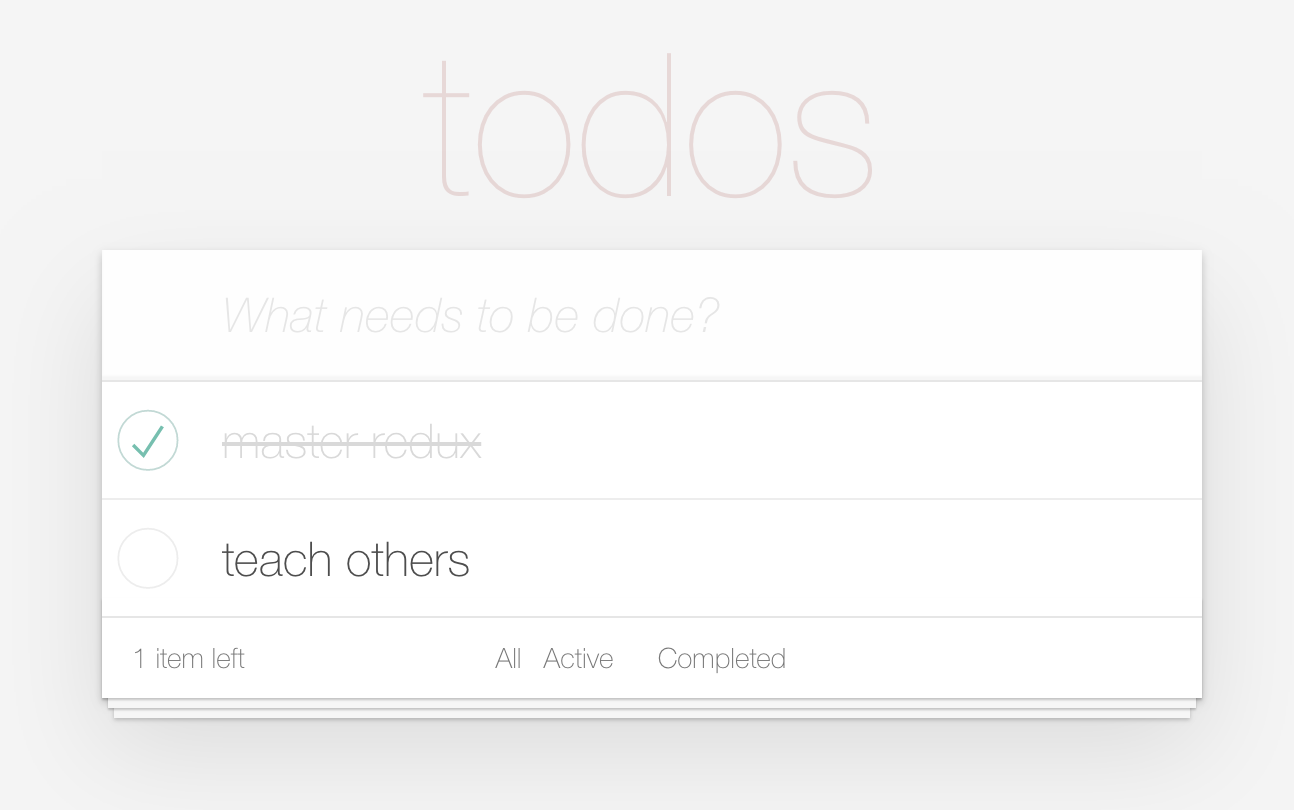 todos
What needs to be done?
master redux
teach others
1 item left All Active Completed